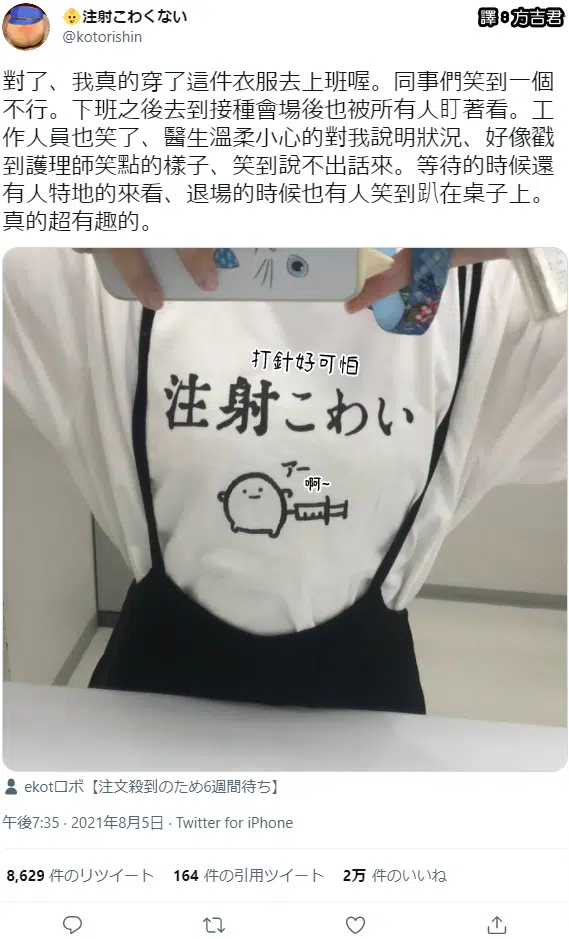 注射こわくない
譯：方吉君
@kotorishin
對了、我真的穿了這件衣服去上班喔。同事們笑到一個
不行。下班之後去到接種會場後也被所有人盯著看。工
作人員也笑了、醫生溫柔小心的對我說明狀況、好像戳
到護理師笑點的樣子、笑到說不出話來。等待的時候還
有人特地的來看、退場的時候也有人笑到趴在桌子上。
真的超有趣的。
打針好可怕
注射こわい
アー
啊~
ekotロボ【注文殺到のため6週間待ち】
午後7:35 · 2021年8月5日 · Twitter for iPhone
8,629 件のリツイート 164 件の引用ツイート 2万 件のいいね